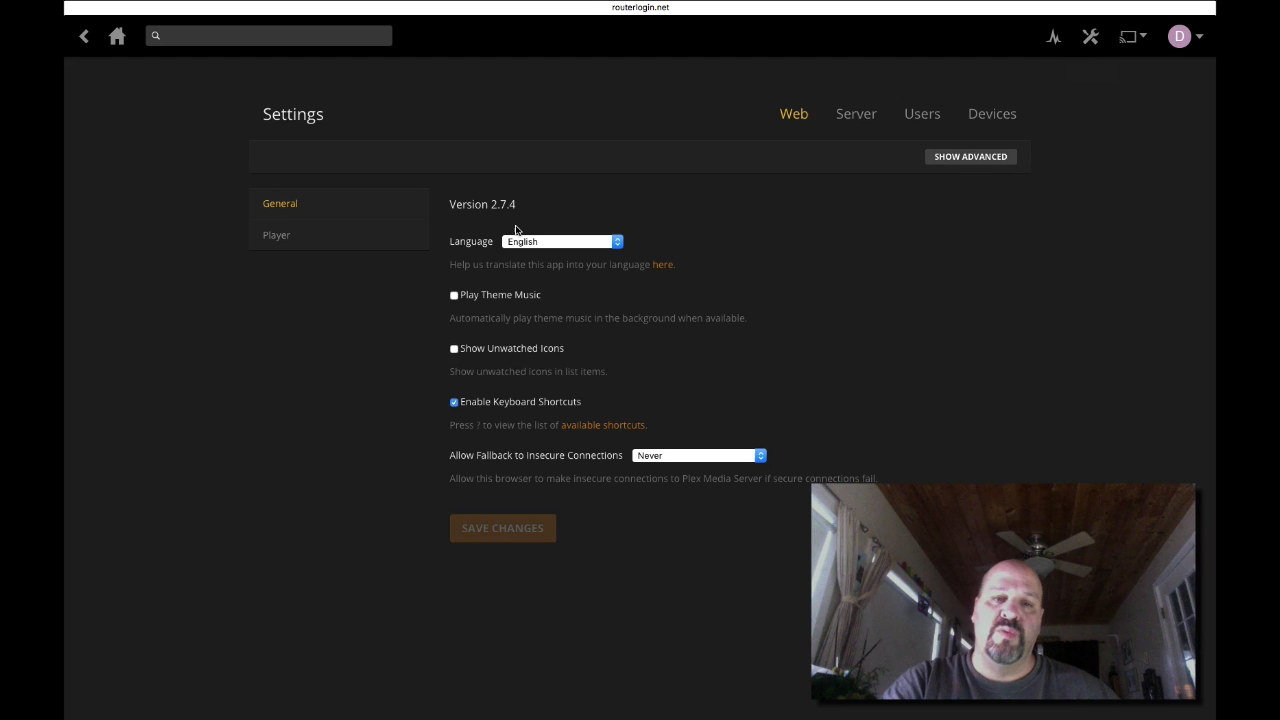 routerlogin.net
D
Settings
Web Server Users Devices
SHOW ADVANCED
General
Player
Version 2.7.4
Language English
Help us translate this app into your language here.
Play Theme Music
Automatically play theme music in the background when available.
Show Unwatched Icons
Show unwatched icons in list items.
Enable Keyboard Shortcuts
Press ? to view the list of available shortcuts.
Allow Fallback to Insecure Connections Never
Allow this browser to make insecure connections to Plex Media Server if secure connections fail.
SAVE CHANGES